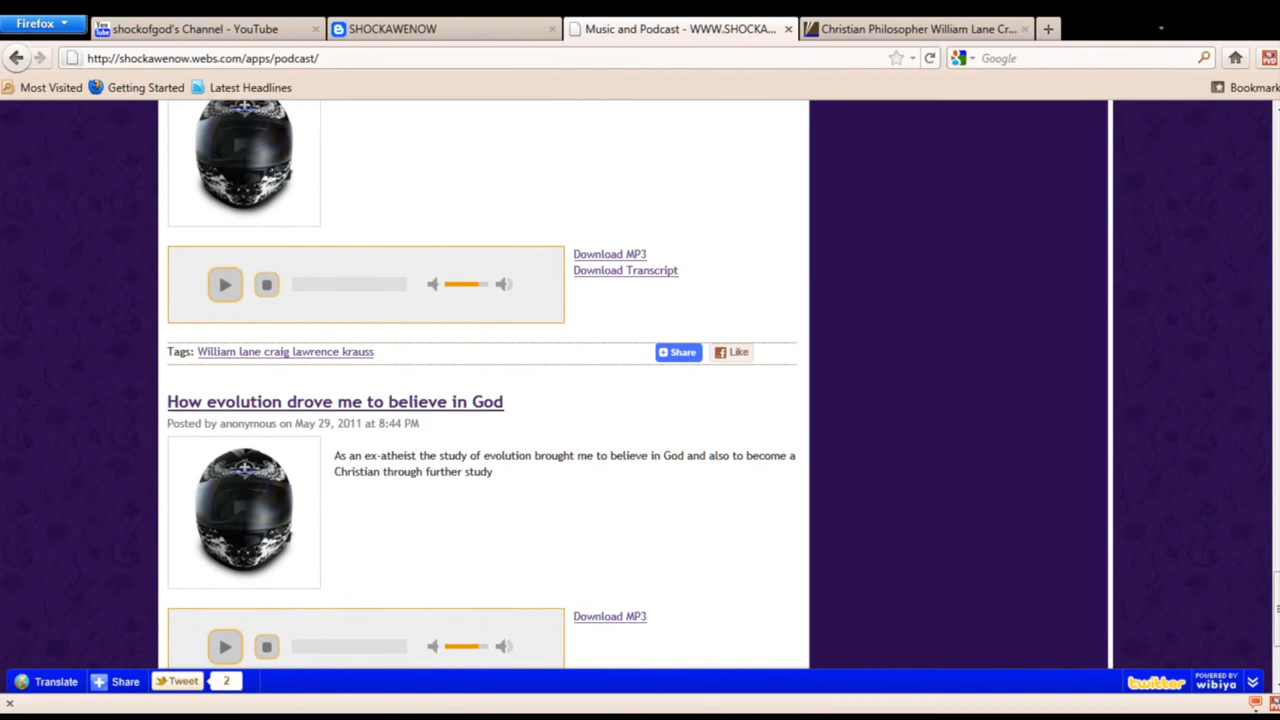 Firefox
shockofgod's Channel - YouTube
SHOCKAWENOW
Music and Podcast - WWW.SHOCKA...
Christian Philosopher William Lane Cr...
http://shockawenow.webs.com/apps/podcast/
Google
Most Visited
Getting Started
Latest Headlines
Bookmark
Download MP3
Download Transcript
Tags: William lane craig lawrence krauss
Share
Like
How evolution drove me to believe in God
Posted by anonymous on May 29, 2011 at 8:44 PM
As an ex-atheist the study of evolution brought me to believe in God and also to become a
Christian through further study
Download MP3
Translate
Share
Tweet
2
twitter
POWERED BY
wibiya